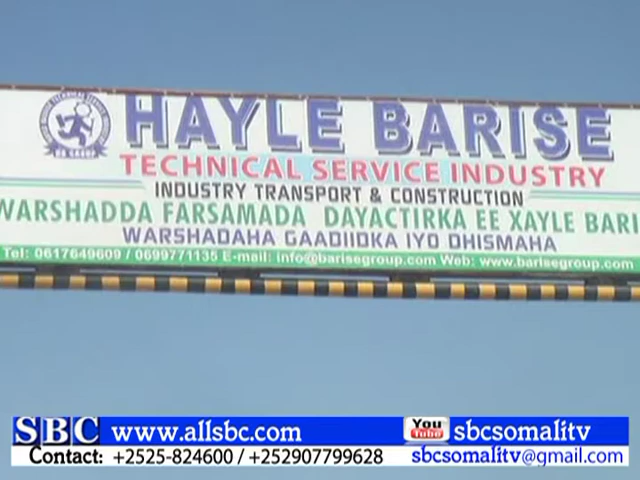 HAYLE BARISE
TECHNICAL SERVICE INDUSTRY
INDUSTRY TRANSPORT & CONSTRUCTION
WARSHADDA FARSAMADA DAYACTIRKA EE XAYLE BARI
WARSHADAHA GAADIIDKA IYO DHISMAHA
Tel: 0617649609 / 0699771135 E-mail: info@barisegroup.com Web: www.barisegroup.com
SBC www.allsbc.com You Tube sbcsomalitv
Contact: +2525-824600 / +252907799628 sbcsomalitv@gmail.com